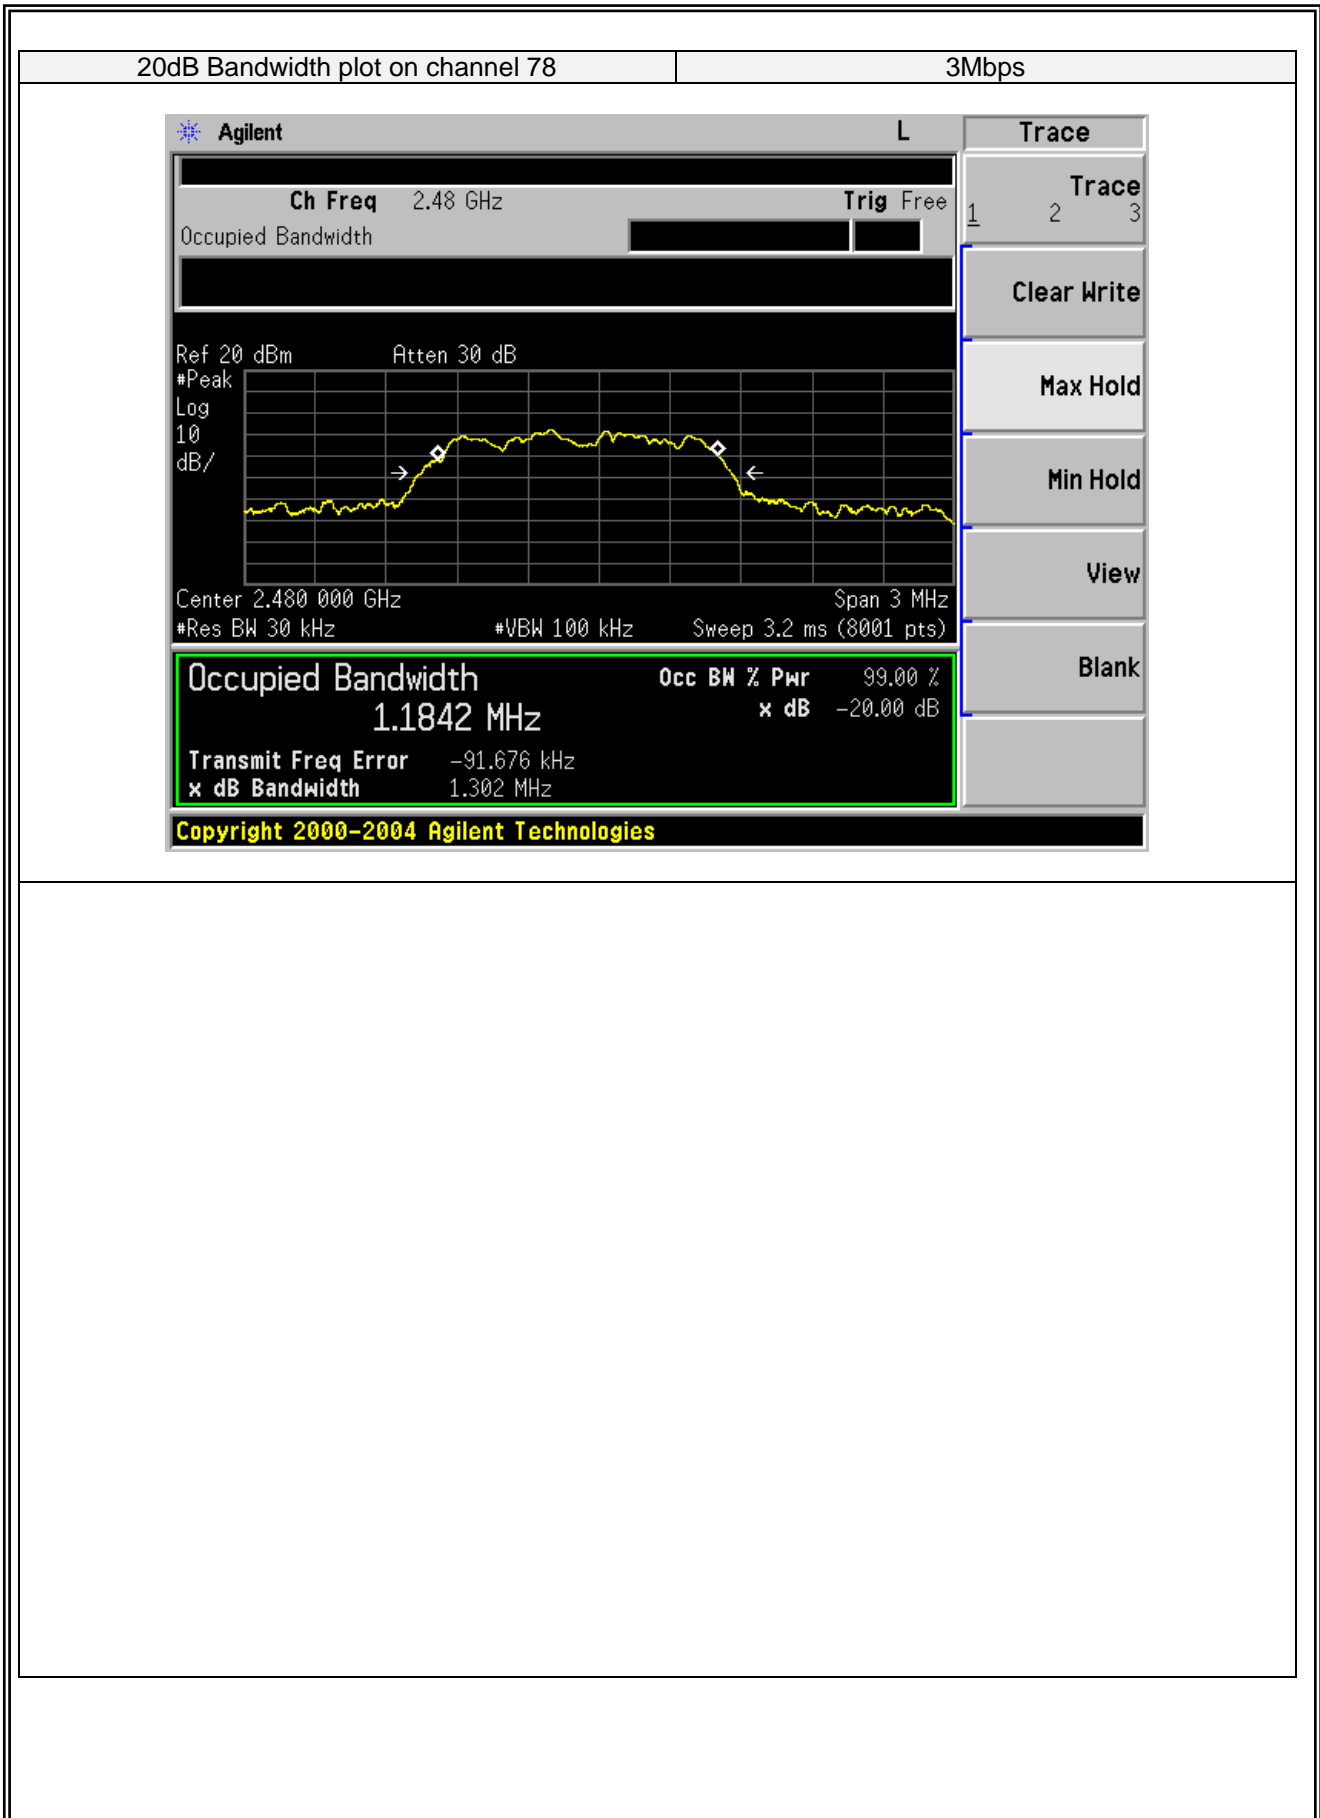 20dB Bandwidth plot on channel 78 3Mbps
Agilent L Trace
Ch Freq 2.48 GHz Trig Free
Trace
1 2 3
Occupied Bandwidth
Clear Write
Ref 20 dBm Atten 30 dB
#Peak
Log
10
dB/
Max Hold
Min Hold
View
Center 2.480 000 GHz Span 3 MHz
#Res BW 30 kHz #VBW 100 kHz Sweep 3.2 ms (8001 pts)
Blank
Occupied Bandwidth Occ BW % Pwr 99.00 %
1.1842 MHz x dB -20.00 dB
Transmit Freq Error -91.676 kHz
x dB Bandwidth 1.302 MHz
Copyright 2000-2004 Agilent Technologies